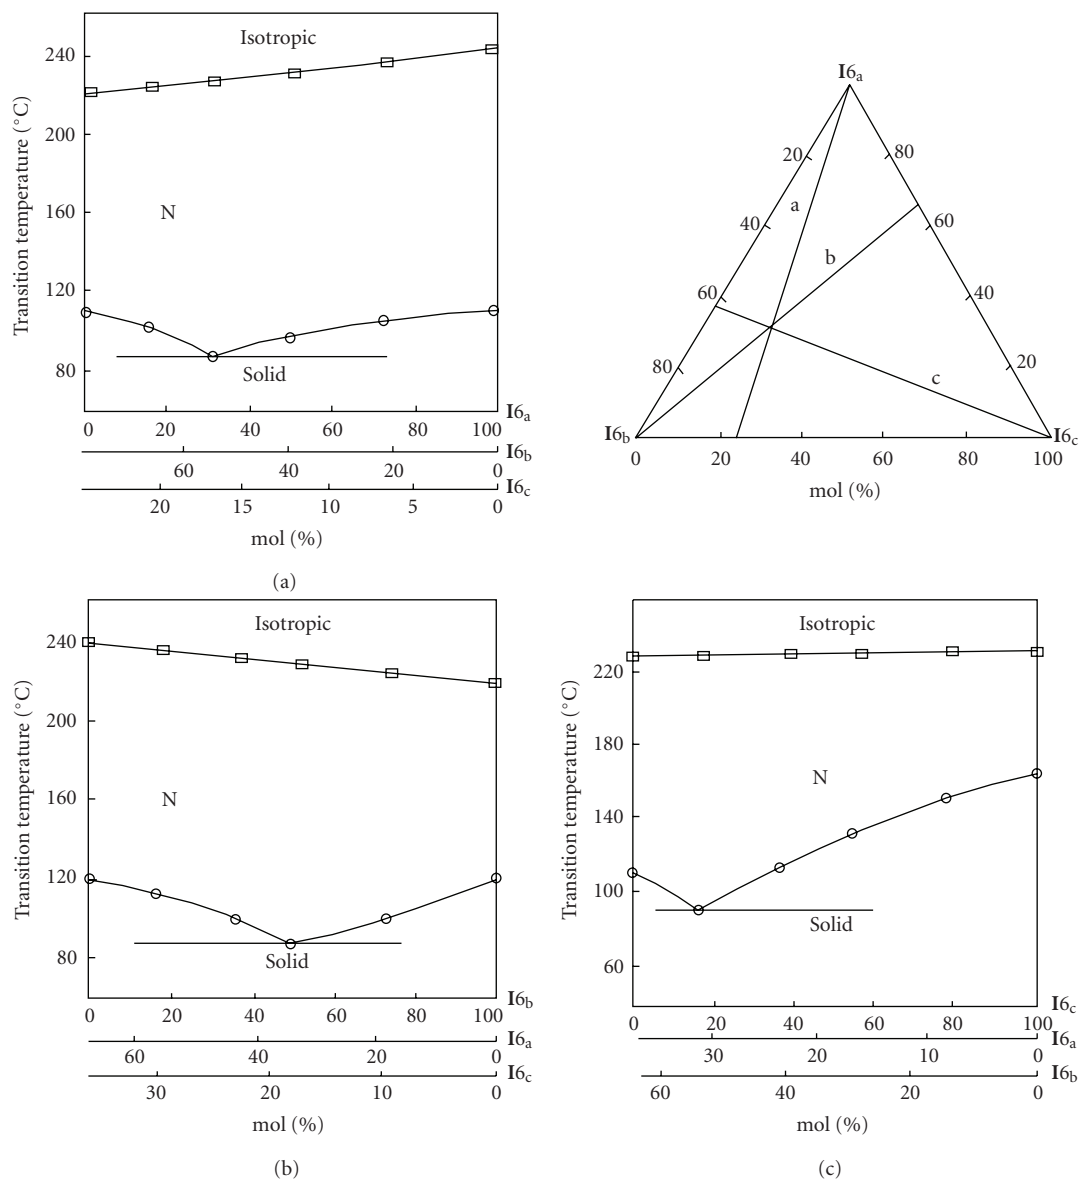 Isotropic
240
200
160
120
80
Transition temperature (°C)
N
Solid
I6a
0 20 40 60 80 100
I6b
60 40 20 0
I6c
20 15 10 5 0
mol (%)
(a)
I6a
20 80
a
40 60
b
60 40
80 20
c
I6b I6c
0 20 40 60 80 100
mol (%)
Isotropic
240
200
160
120
80
Transition temperature (°C)
N
Solid
I6b
0 20 40 60 80 100
I6a
60 40 20 0
I6c
30 20 10 0
mol (%)
(b)
Isotropic
220
180
140
100
60
Transition temperature (°C)
N
Solid
I6c
0 20 40 60 80 100
I6a
30 20 10 0
I6b
60 40 20 0
mol (%)
(c)